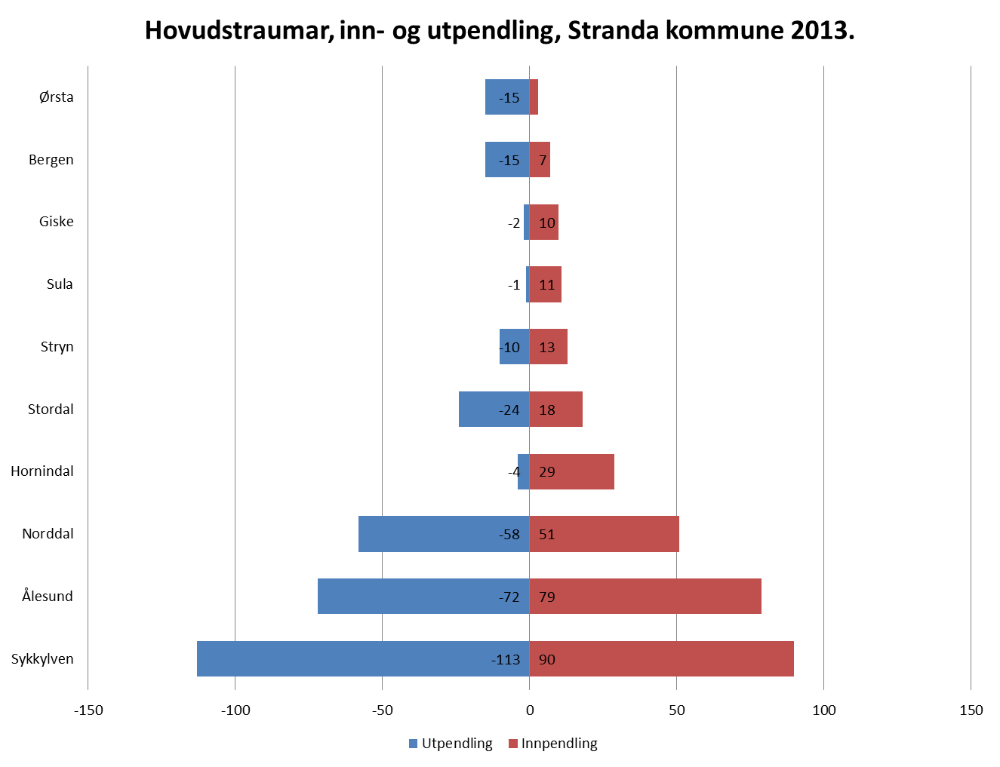 Hovudstraumar, inn- og utpendling, Stranda kommune 2013.
Ørsta -15
Bergen -15 7
Giske -2 10
Sula -1 11
Stryn -10 13
Stordal -24 18
Hornindal -4 29
Norddal -58 51
Ålesund -72 79
Sykkylven -113 90
-150 -100 -50 0 50 100 150
Utpendling Innpendling